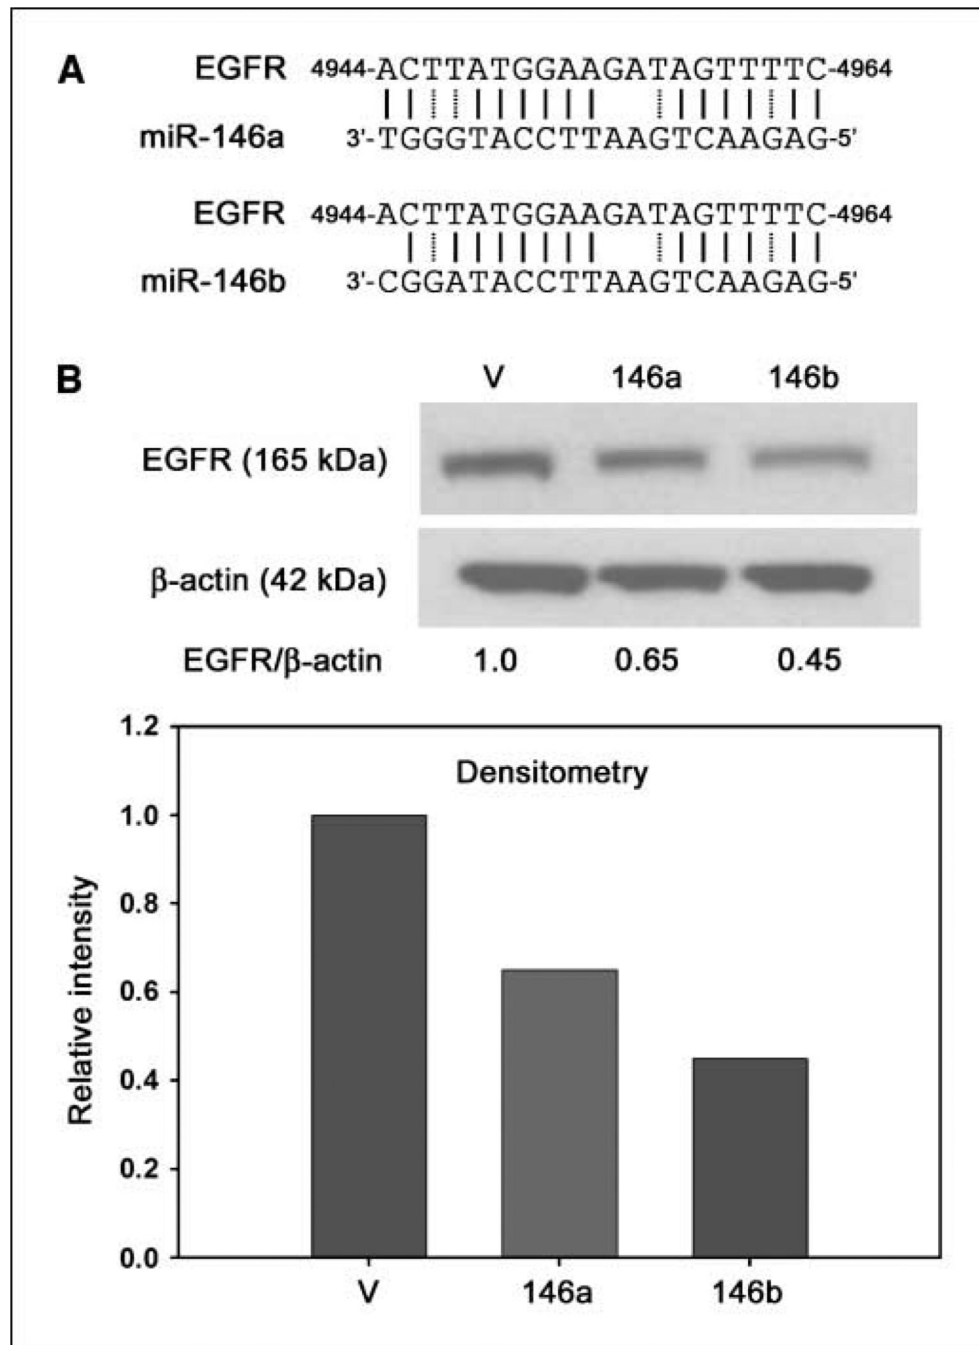 A
EGFR 4944-ACTTATGGAAGATAGTTTTC-4964
miR-146a 3'-TGGGTACCTTAAGTCAAGAG-5'
EGFR 4944-ACTTATGGAAGATAGTTTTC-4964
miR-146b 3'-CGGATACCTTAAGTCAAGAG-5'
B
V 146a 146b
EGFR (165 kDa)
β-actin (42 kDa)
EGFR/β-actin 1.0 0.65 0.45
Densitometry
Relative intensity
1.2
1.0
0.8
0.6
0.4
0.2
0.0
V 146a 146b